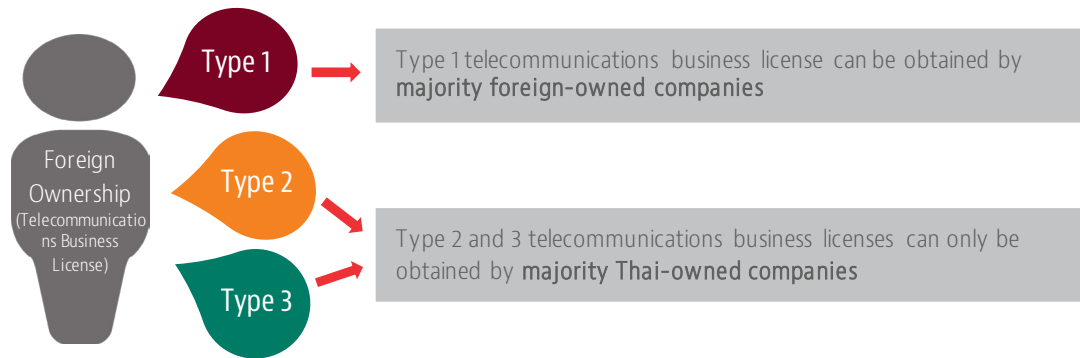 Type 1
Type 1 telecommunications business license can be obtained by
majority foreign-owned companies
Foreign
Ownership
(Telecommunicatio
ns Business
License)
Type 2
Type 3
Type 2 and 3 telecommunications business licenses can only be
obtained by majority Thai-owned companies